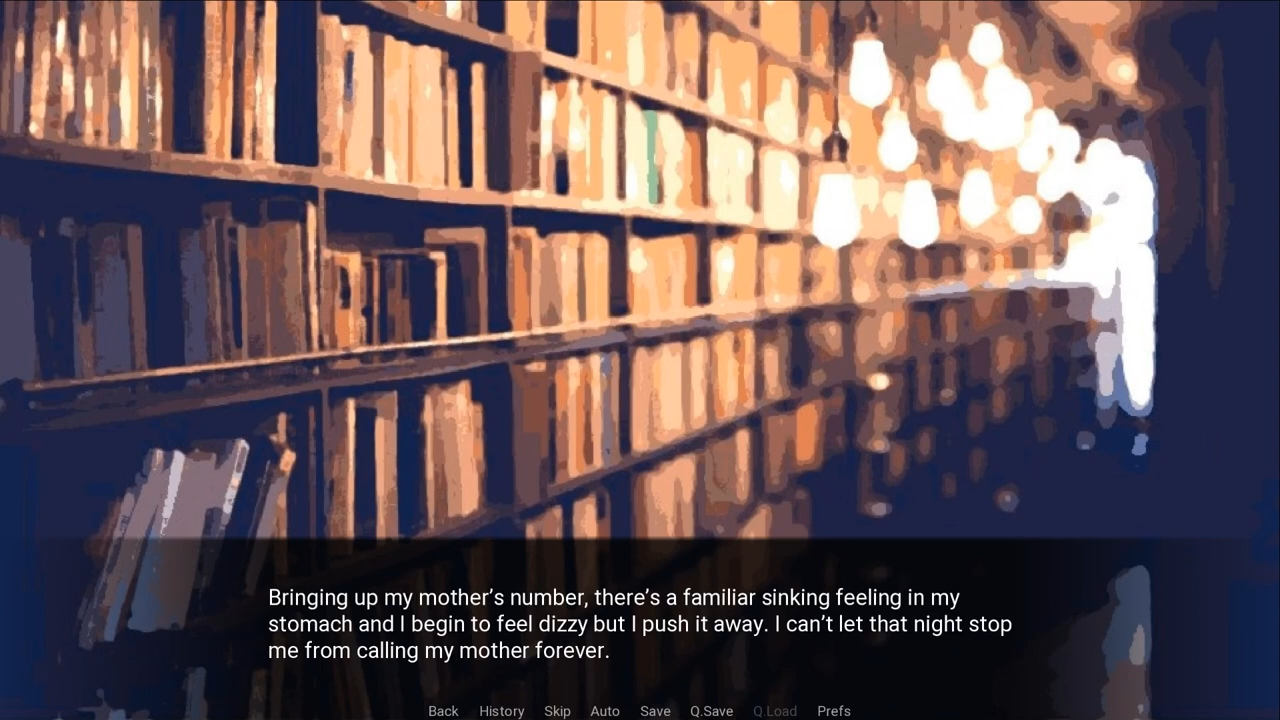 Bringing up my mother’s number, there’s a familiar sinking feeling in my
stomach and I begin to feel dizzy but I push it away. I can’t let that night stop
me from calling my mother forever.
Back History Skip Auto Save Q.Save Q.Load Prefs